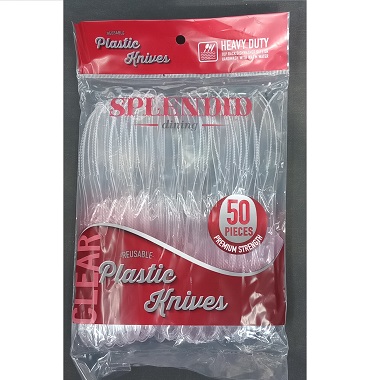 REUSABLE
Plastic
Knives
HEAVY DUTY
SPLENDID
dining
50
PIECES
PREMIUM STRENGTH
CLEAR
REUSABLE
Plastic
Knives